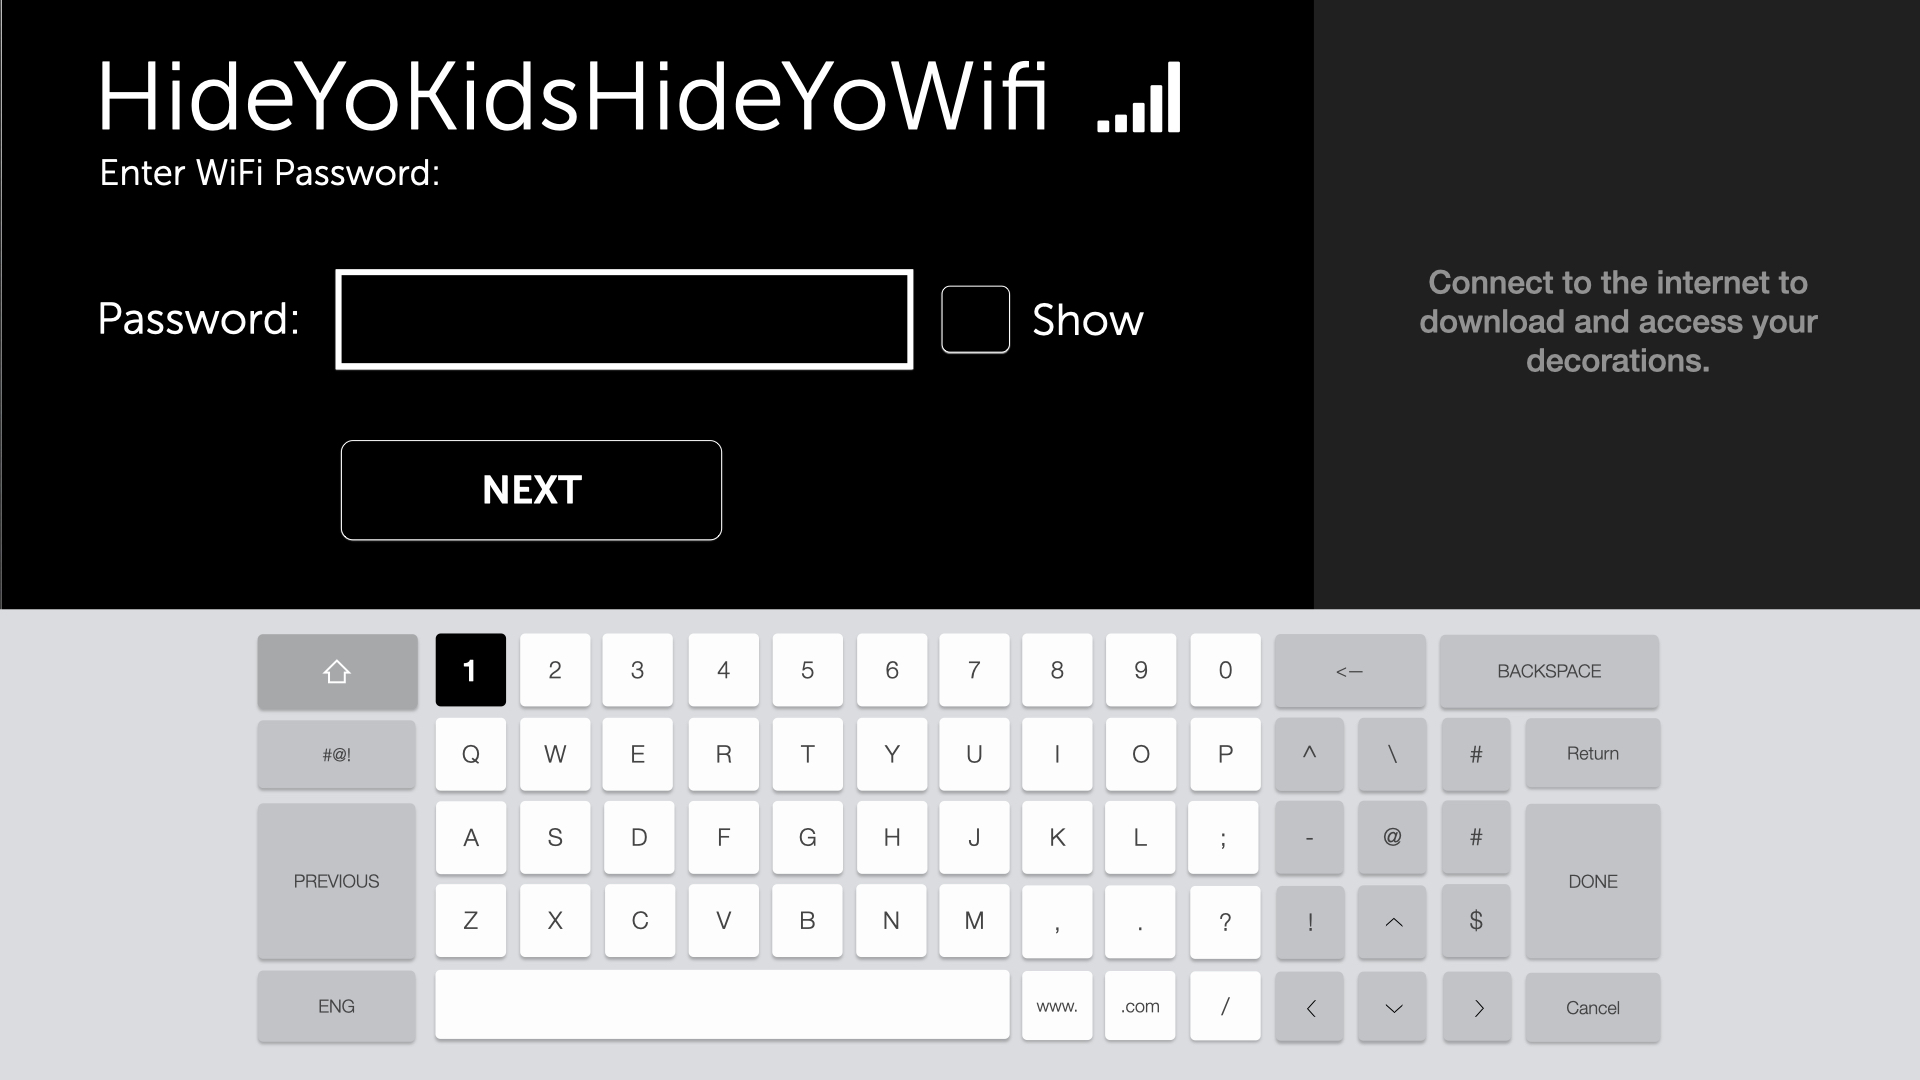 HideYoKidsHideYoWifi
Enter WiFi Password:
Password:
Show
NEXT
Connect to the internet to
download and access your
decorations.
1 2 3 4 5 6 7 8 9 0 <— BACKSPACE
#@! Q W E R T Y U I O P ^ \ # Return
A S D F G H J K L ; - @ #
PREVIOUS DONE
Z X C V B N M , . ? ! ^ $
ENG www. .com / < > Cancel